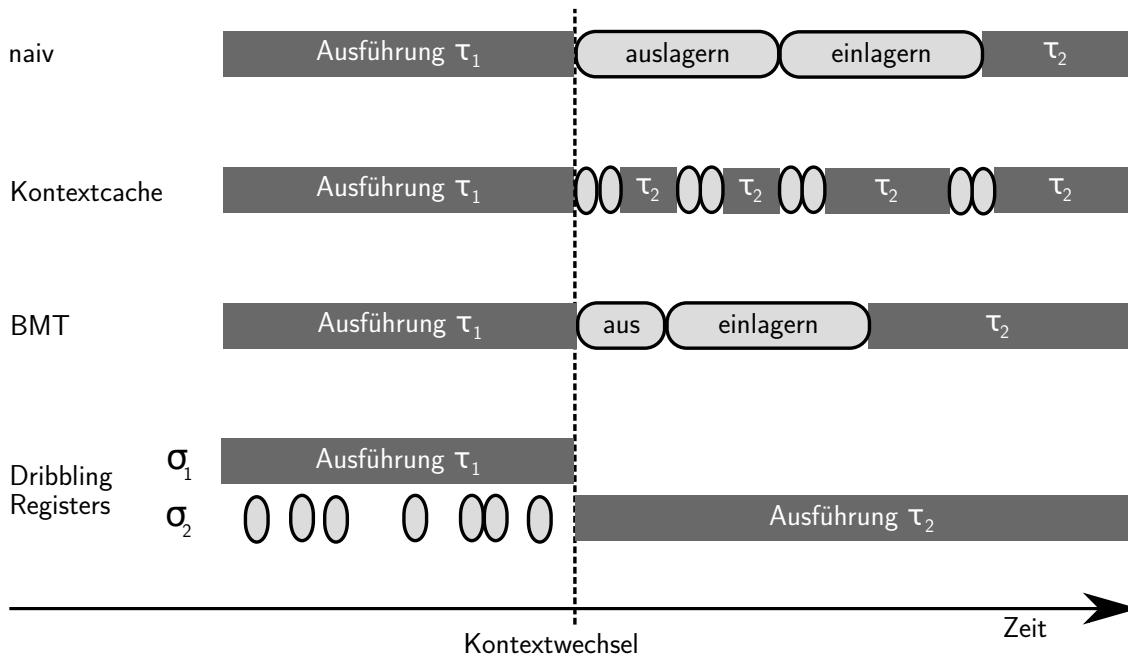 naiv
Ausführung τ₁
auslagern
einlagern
τ₂
Kontextcache
Ausführung τ₁
τ₂
τ₂
τ₂
τ₂
BMT
Ausführung τ₁
aus
einlagern
τ₂
Dribbling
Registers
σ₁
Ausführung τ₁
σ₂
Ausführung τ₂
Zeit
Kontextwechsel